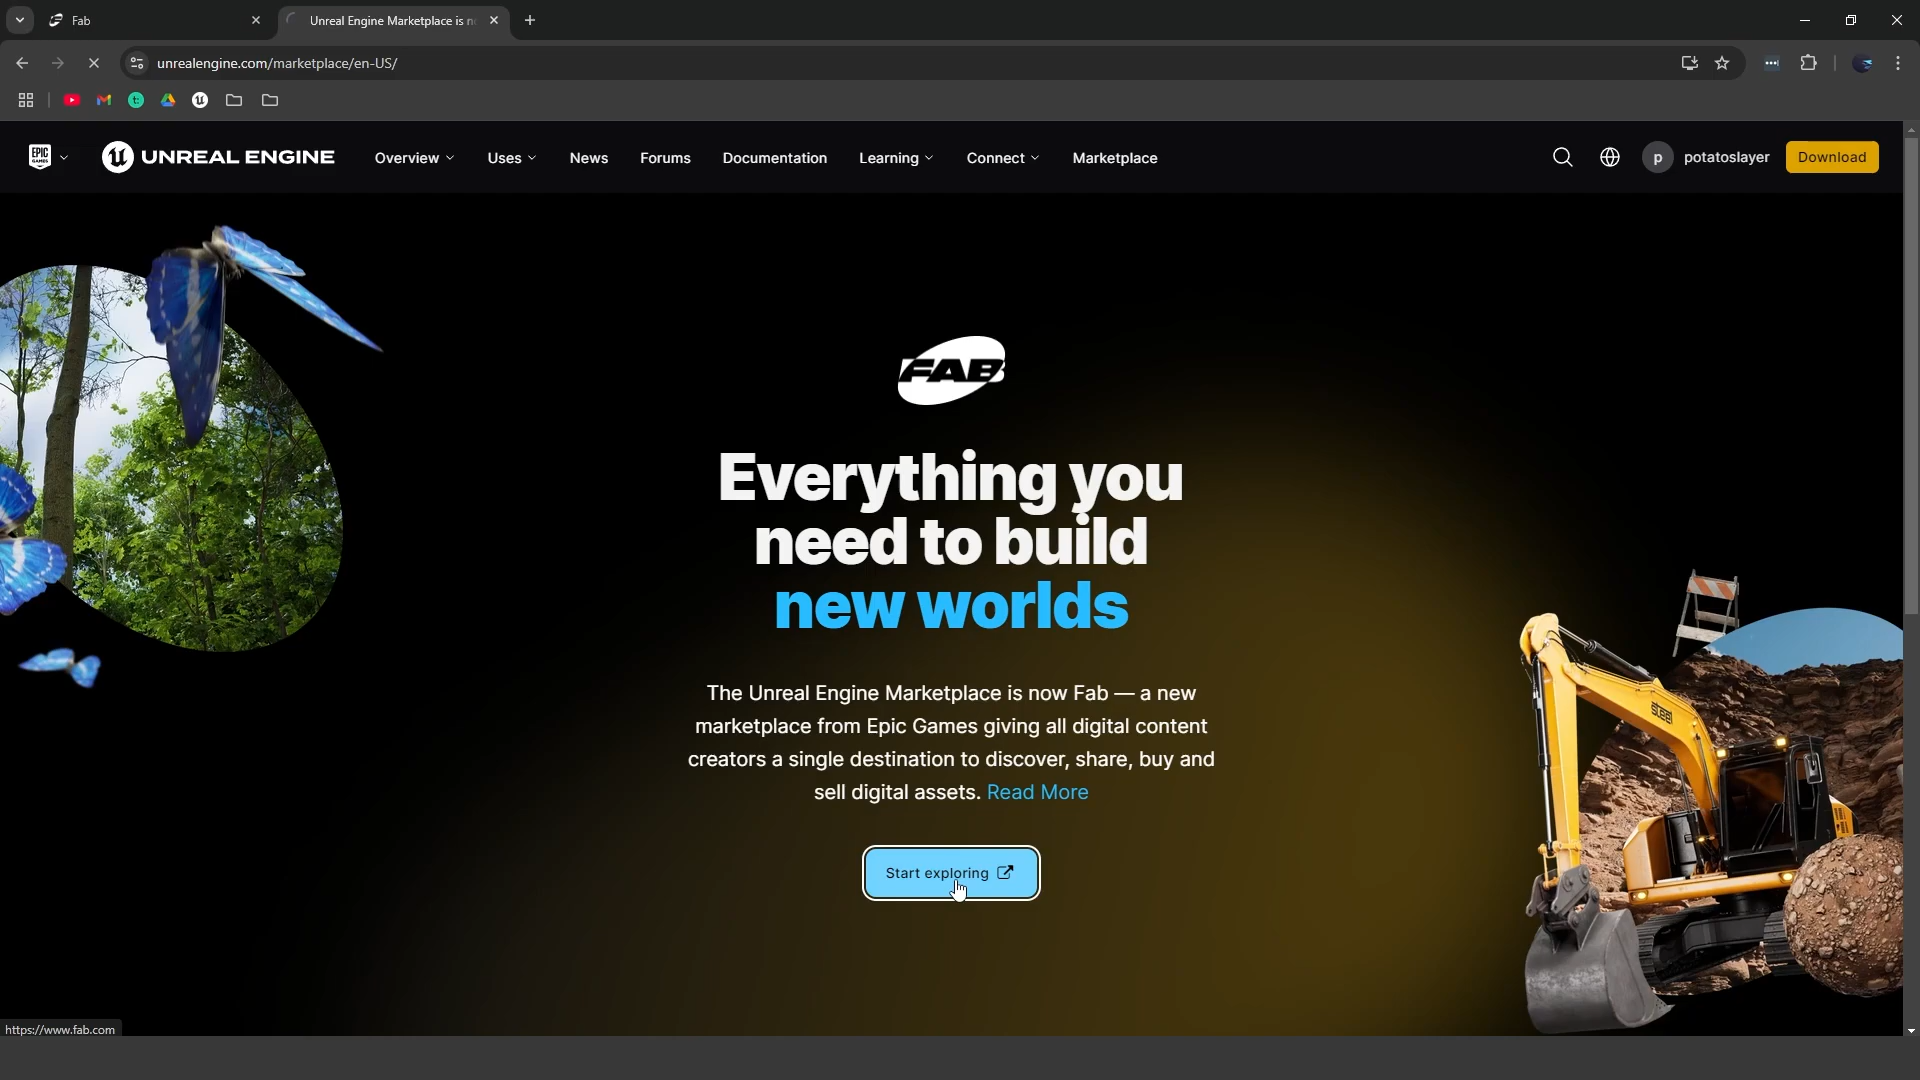 Fab
Unreal Engine Marketplace is n
unrealengine.com/marketplace/en-US/
EPIC GAMES
UNREAL ENGINE
Overview
Uses
News
Forums
Documentation
Learning
Connect
Marketplace
p
potatoslayer
Download
FAB
Everything you
need to build
new worlds
The Unreal Engine Marketplace is now Fab — a new
marketplace from Epic Games giving all digital content
creators a single destination to discover, share, buy and
sell digital assets. Read More
Start exploring
steel
https://www.fab.com